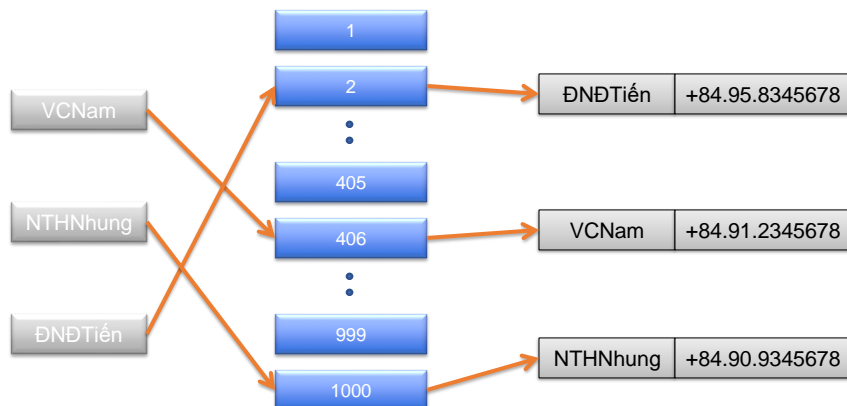 VCNam
NTHNhung
ĐNĐTiến
1
2
405
406
999
1000
ĐNĐTiến +84.95.8345678
VCNam +84.91.2345678
NTHNhung +84.90.9345678